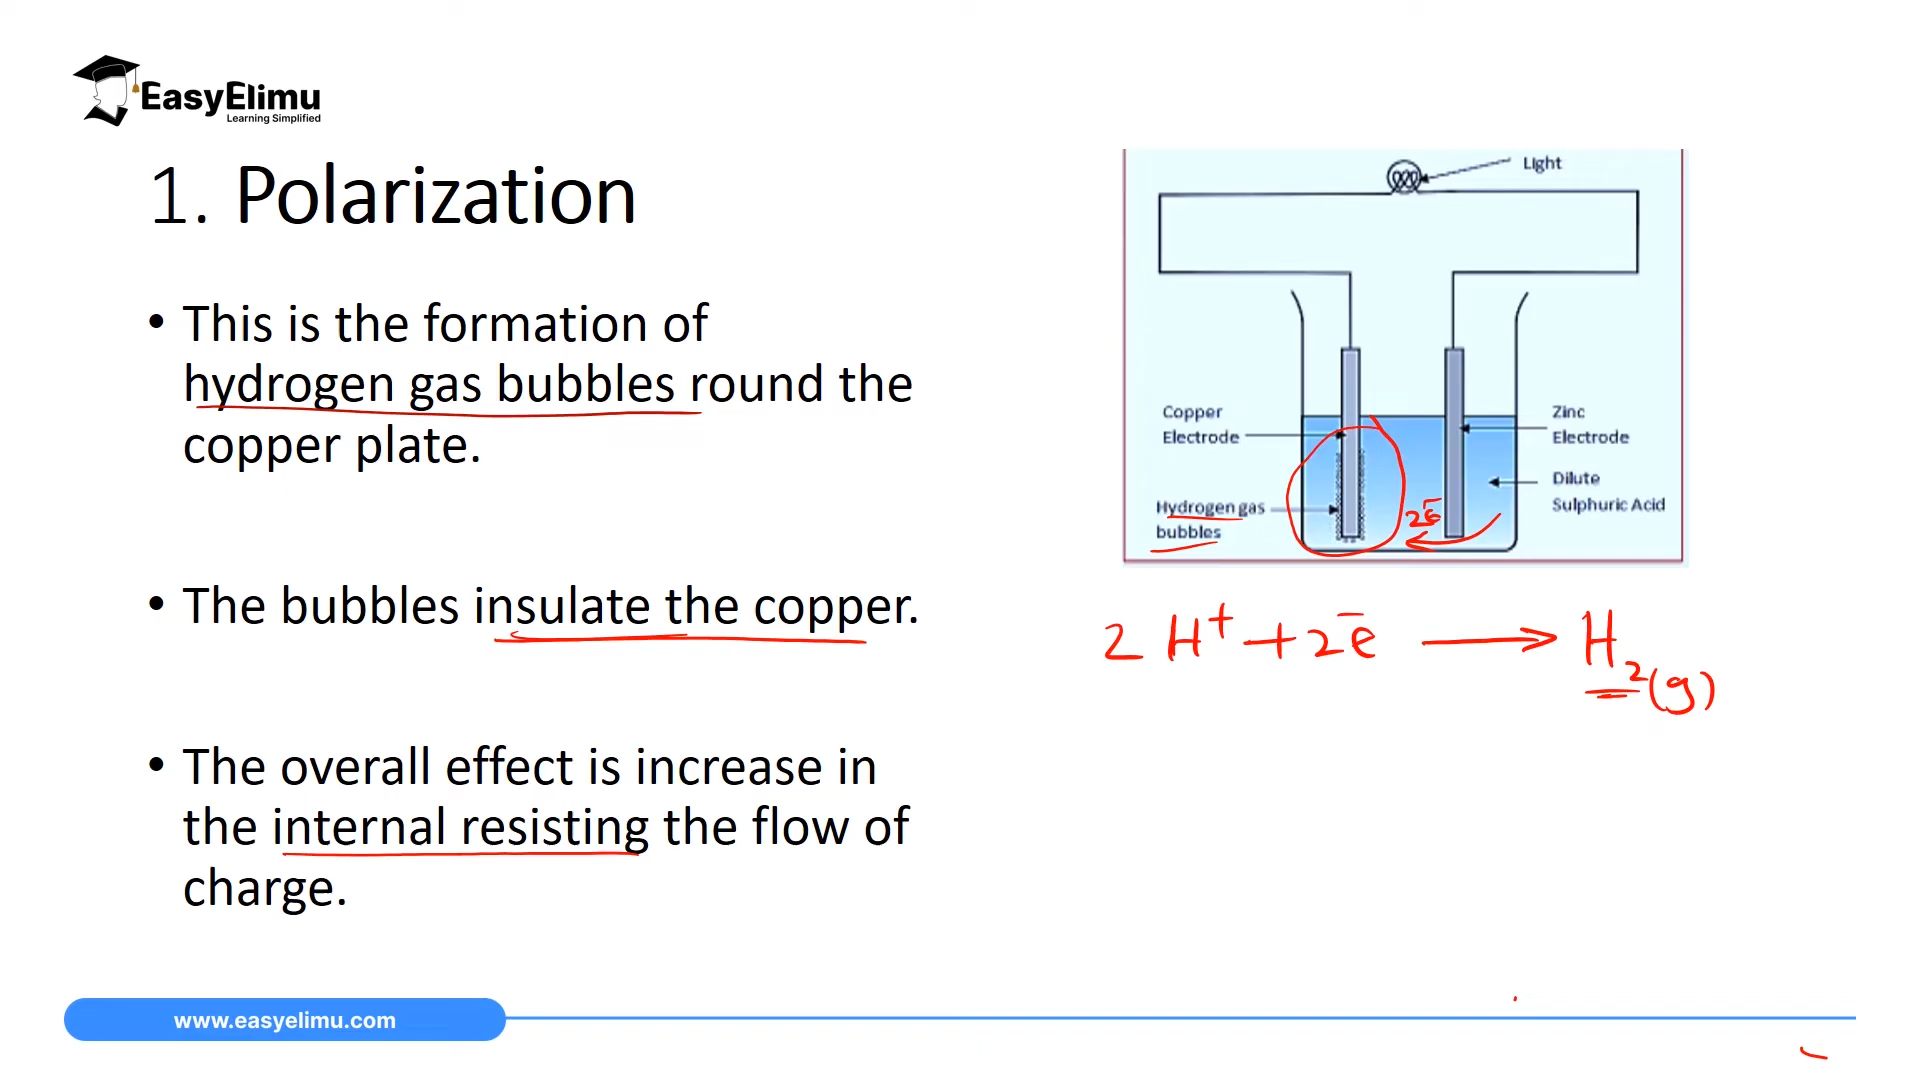 EasyElimu
Learning Simplified
1. Polarization
• This is the formation of
hydrogen gas bubbles round the
copper plate.
• The bubbles insulate the copper.
• The overall effect is increase in
the internal resisting the flow of
charge.
Light
Copper
Electrode
Zinc
Electrode
Dilute
Sulphuric Acid
Hydrogen gas
bubbles
2e̅
2H⁺ + 2e̅ ⟶ H₂(g)
www.easyelimu.com